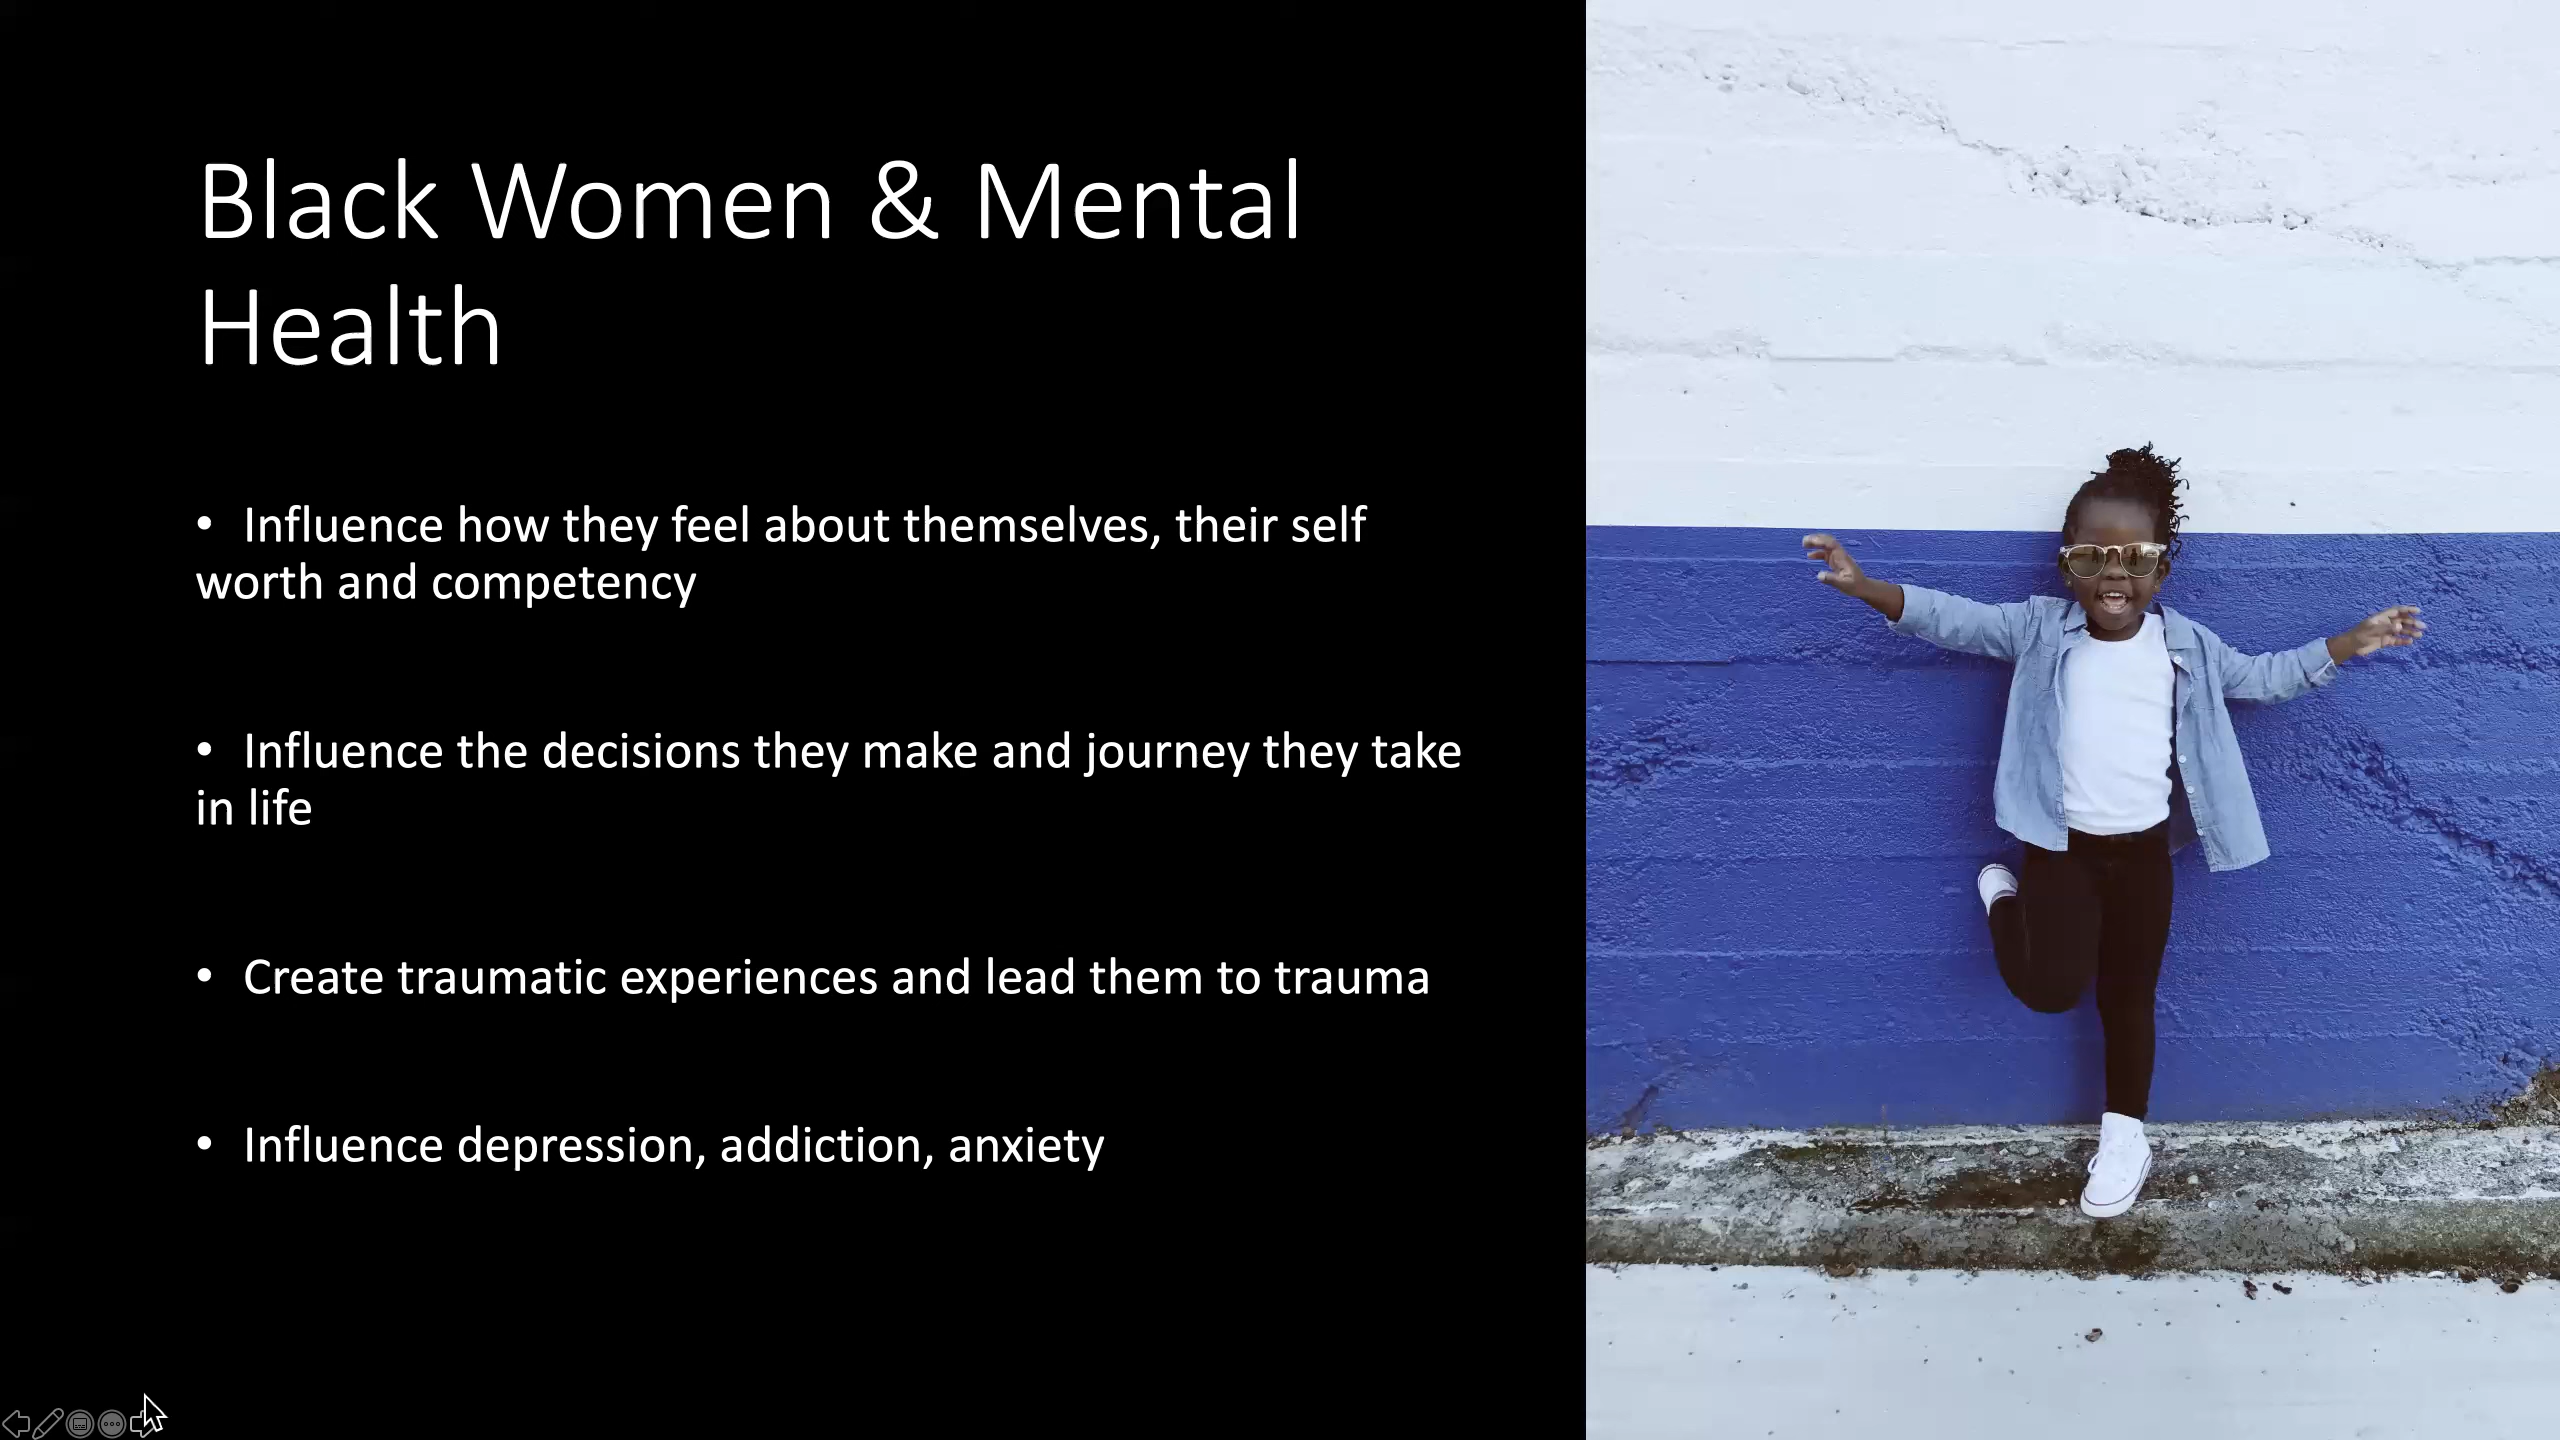 Black Women & Mental
Health
• Influence how they feel about themselves, their self
worth and competency
• Influence the decisions they make and journey they take
in life
• Create traumatic experiences and lead them to trauma
• Influence depression, addiction, anxiety